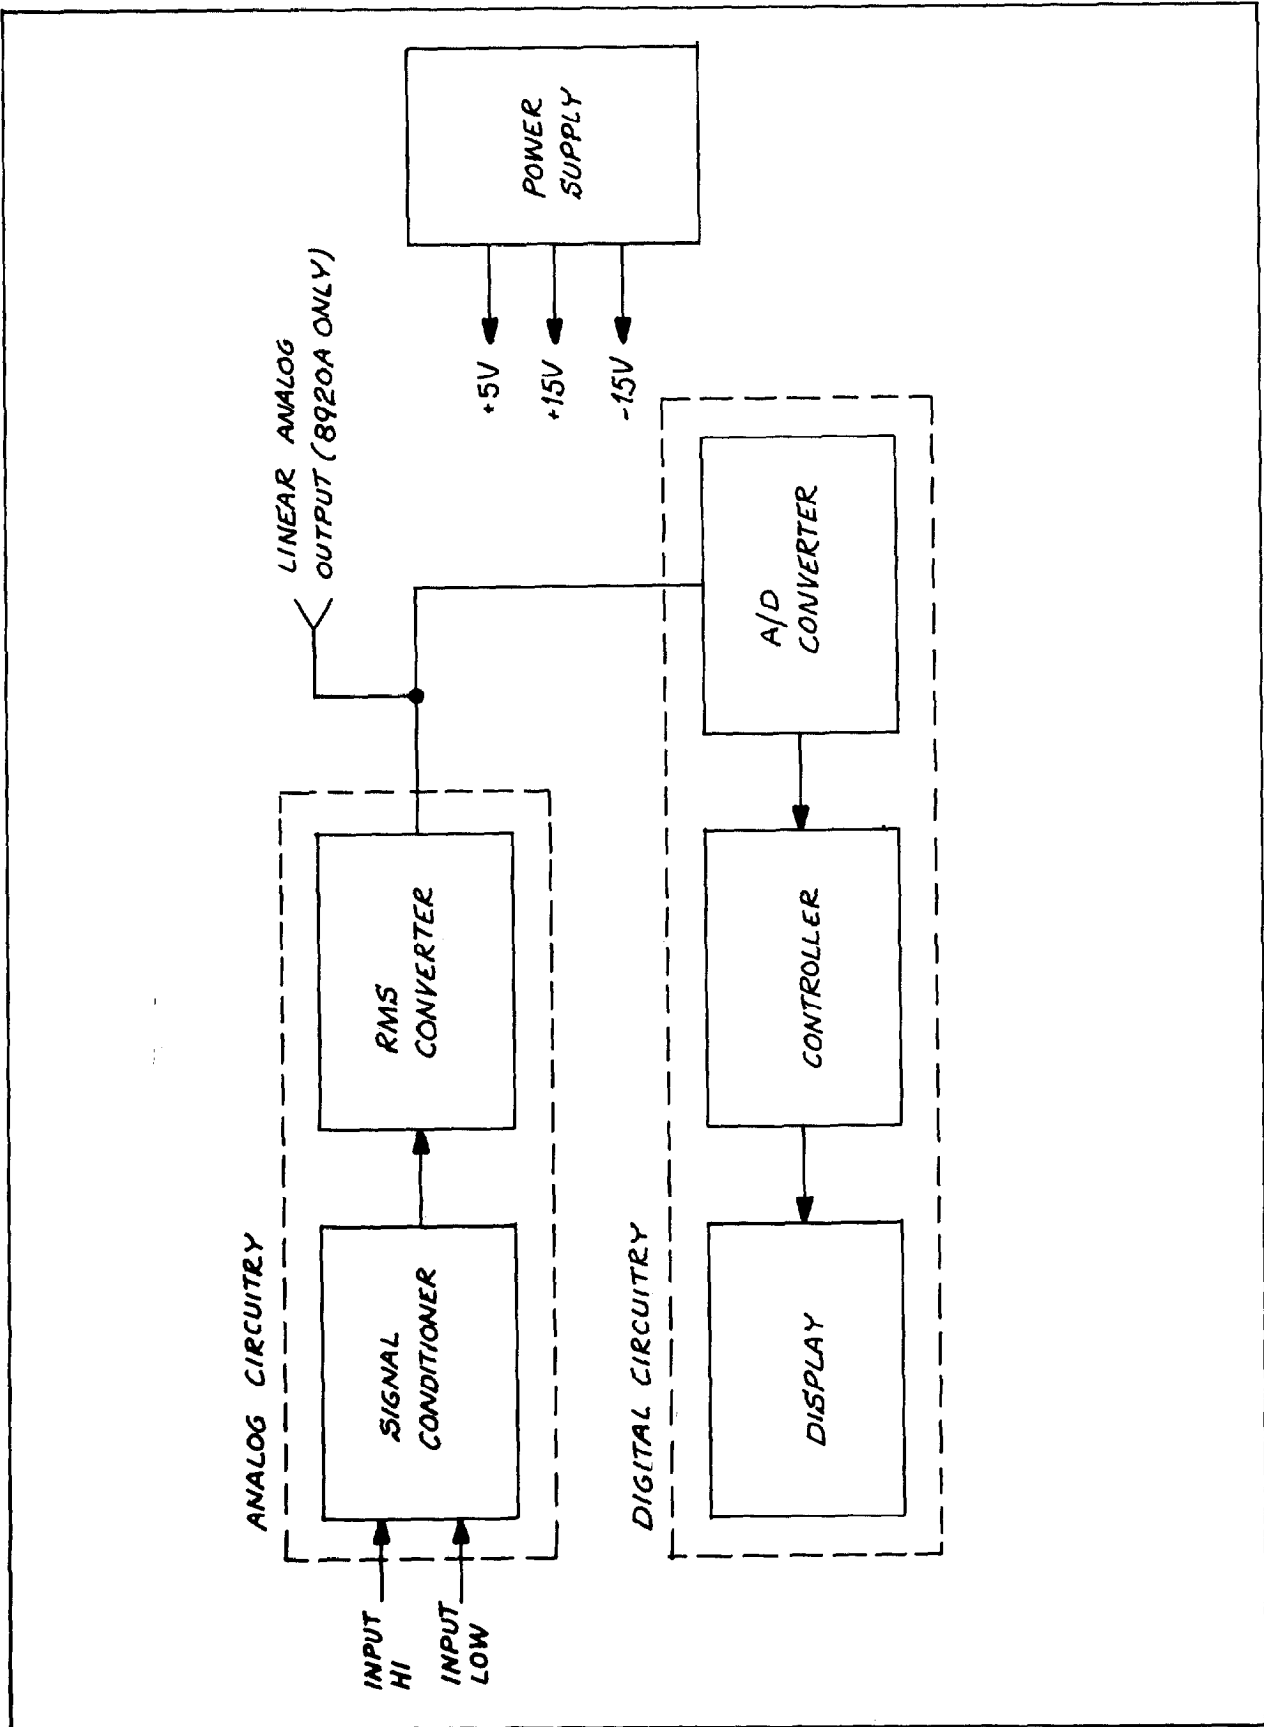 LINEAR ANALOG
OUTPUT (8920A ONLY)
ANALOG CIRCUITRY
INPUT
HI
INPUT
LOW
SIGNAL
CONDITIONER
RMS
CONVERTER
+5V
+15V
-15V
POWER
SUPPLY
DIGITAL CIRCUITRY
DISPLAY
CONTROLLER
A/D
CONVERTER